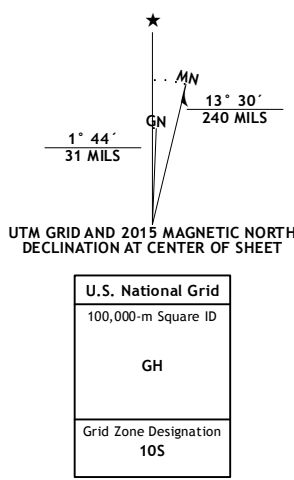 ★
MN
GN
13° 30´
240 MILS
1° 44´
31 MILS
UTM GRID AND 2015 MAGNETIC NORTH
DECLINATION AT CENTER OF SHEET
U.S. National Grid
100,000-m Square ID
GH
Grid Zone Designation
10S